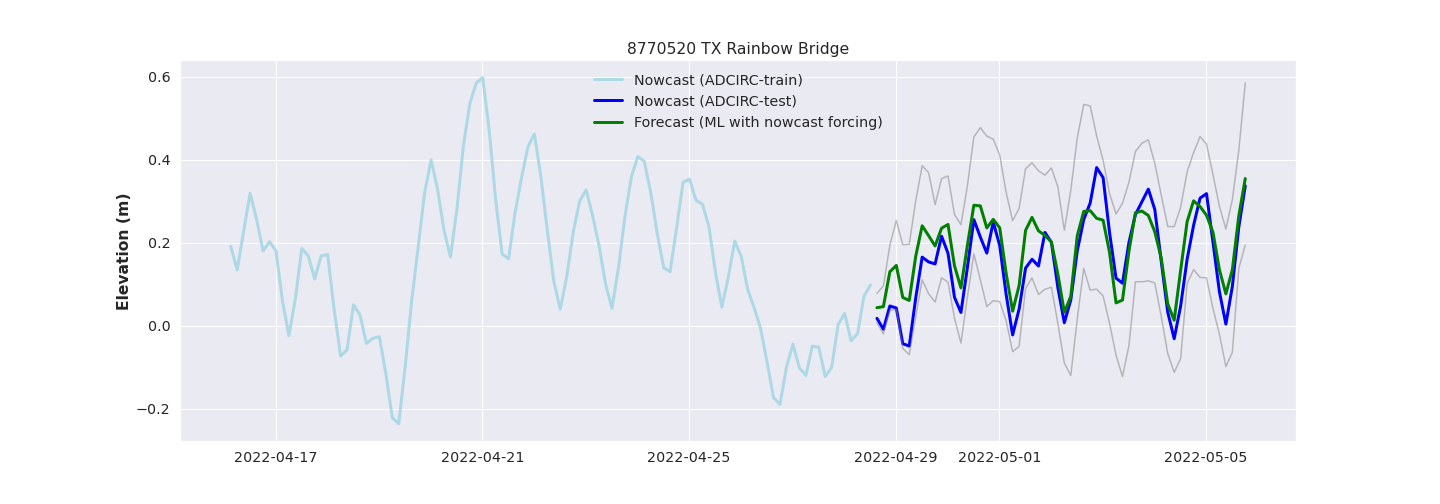 8770520 TX Rainbow Bridge
Nowcast (ADCIRC-train)
Nowcast (ADCIRC-test)
Forecast (ML with nowcast forcing)
Elevation (m)
0.6
0.4
0.2
0.0
−0.2
2022-04-17 2022-04-21 2022-04-25 2022-04-29 2022-05-01 2022-05-05